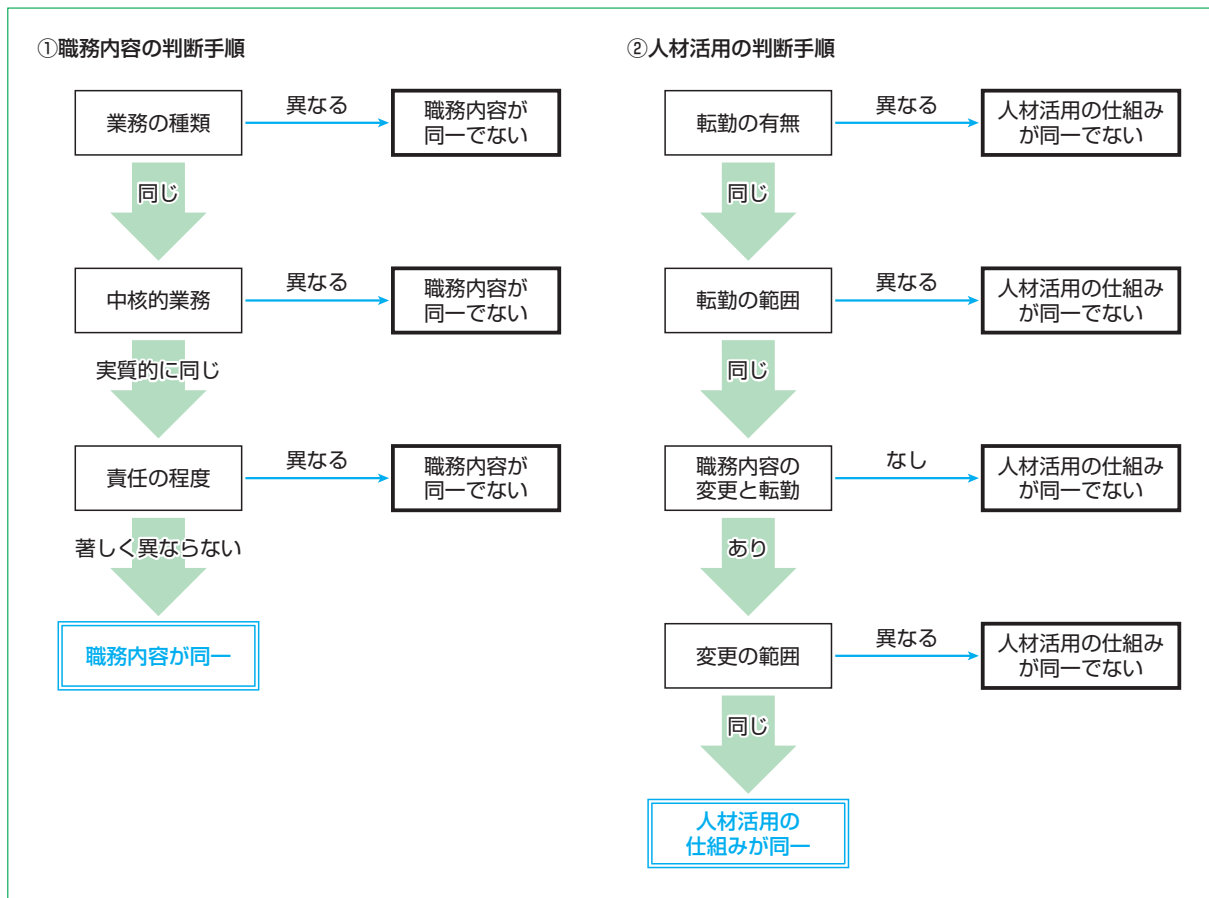 ①職務内容の判断手順
業務の種類
異なる
職務内容が
同一でない
同じ
中核的業務
異なる
職務内容が
同一でない
実質的に同じ
責任の程度
異なる
職務内容が
同一でない
著しく異ならない
職務内容が同一
②人材活用の判断手順
転勤の有無
異なる
人材活用の仕組み
が同一でない
同じ
転勤の範囲
異なる
人材活用の仕組み
が同一でない
同じ
職務内容の
変更と転勤
なし
人材活用の仕組み
が同一でない
あり
変更の範囲
異なる
人材活用の仕組み
が同一でない
同じ
人材活用の
仕組みが同一